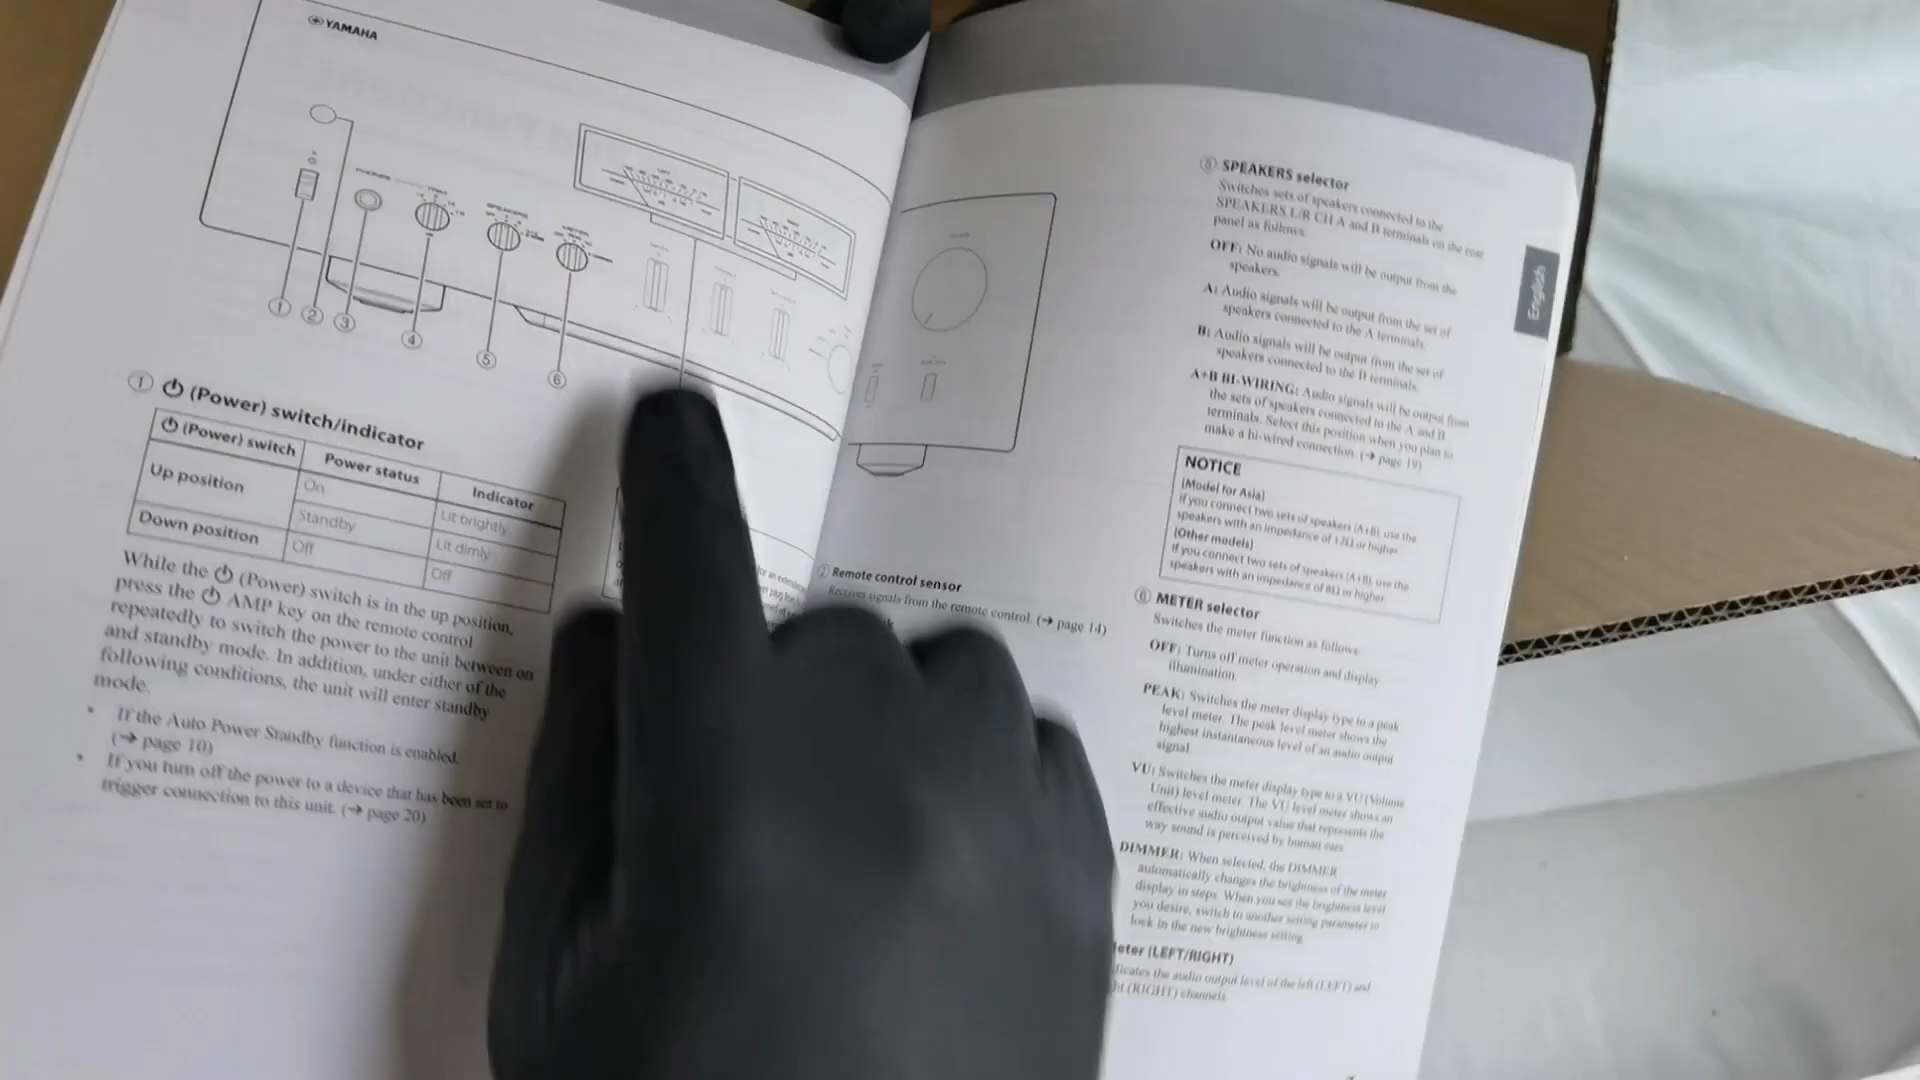 YAMAHA
PHONES
TRIM
SPEAKERS
METER
①
②
③
④
⑤
⑥
① ⏻ (Power) switch/indicator
⏻ (Power) switch
Power status
Indicator
Up position
On
Lit brightly
Standby
Lit dimly
Down position
Off
Off
While the ⏻ (Power) switch is in the up position,
press the ⏻ AMP key on the remote control
repeatedly to switch the power to the unit between on
and standby mode. In addition, under either of the
following conditions, the unit will enter standby
mode.
• If the Auto Power Standby function is enabled.
(➔ page 10)
• If you turn off the power to a device that has been set to
trigger connection to this unit. (➔ page 20)
② Remote control sensor
Receives signals from the remote control. (➔ page 14)
⑤ SPEAKERS selector
Switches sets of speakers connected to the
SPEAKERS L/R CH A and B terminals on the rear
panel as follows.
OFF: No audio signals will be output from the
speakers.
A: Audio signals will be output from the set of
speakers connected to the A terminals.
B: Audio signals will be output from the set of
speakers connected to the B terminals.
A+B BI-WIRING: Audio signals will be output from
the sets of speakers connected to the A and B
terminals. Select this position when you plan to
make a bi-wired connection. (➔ page 19)
NOTICE
[Model for Asia]
If you connect two sets of speakers (A+B), use the
speakers with an impedance of 12Ω or higher.
[Other models]
If you connect two sets of speakers (A+B), use the
speakers with an impedance of 8Ω or higher.
⑥ METER selector
Switches the meter function as follows:
OFF: Turns off meter operation and display
illumination.
PEAK: Switches the meter display type to a peak
level meter. The peak level meter shows the
highest instantaneous level of an audio output
signal.
VU: Switches the meter display type to a VU (Volume
Unit) level meter. The VU level meter shows an
effective audio output value that represents the
way sound is perceived by human ears.
DIMMER: When selected, the DIMMER
automatically changes the brightness of the meter
display in steps. When you see the brightness level
you desire, switch to another setting parameter to
lock in the new brightness setting.
eter (LEFT/RIGHT)
dicates the audio output level of the left (LEFT) and
ht (RIGHT) channels.
English